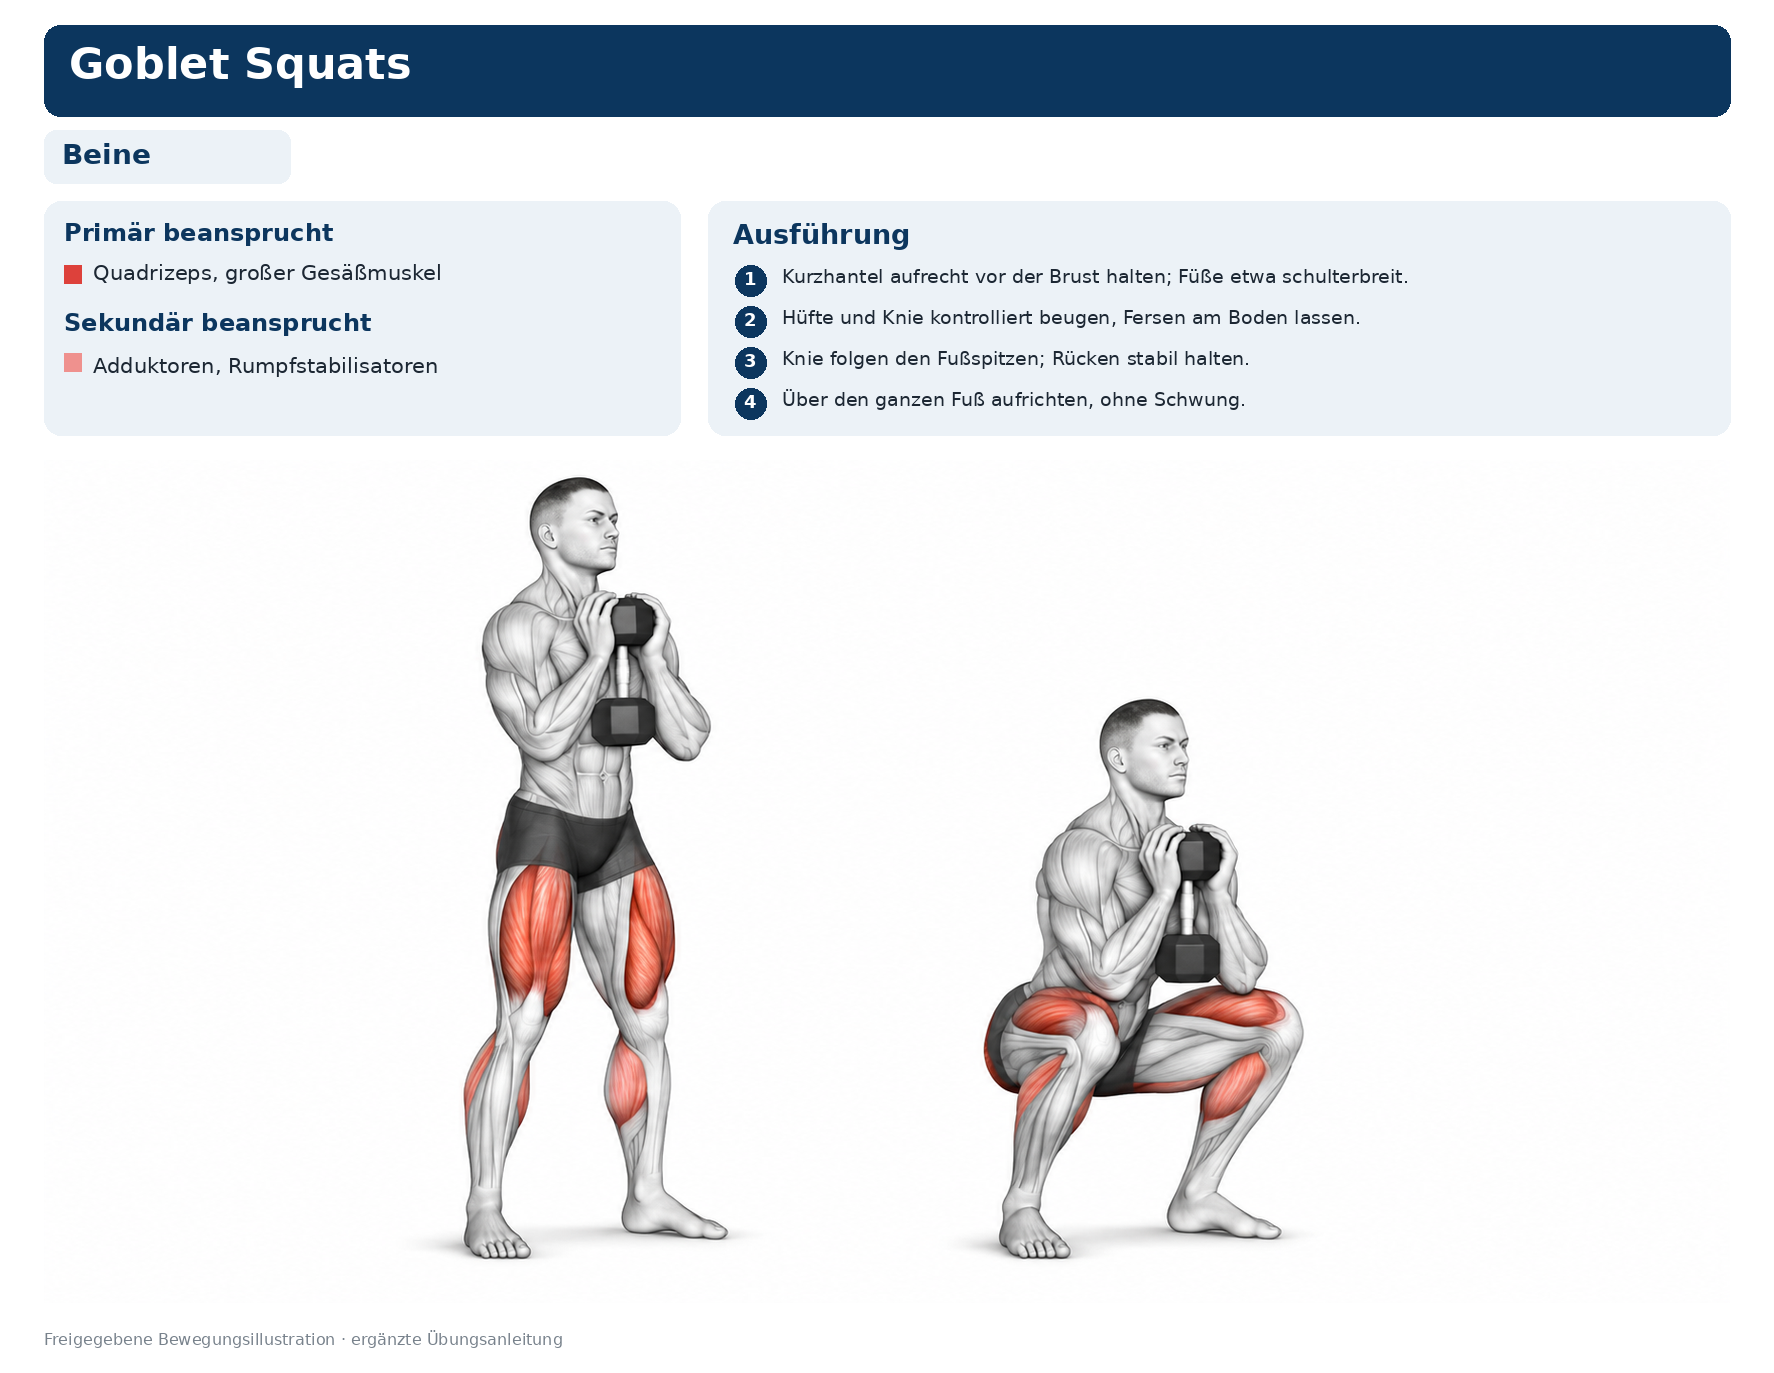 Goblet Squats
Beine
Primär beansprucht
Quadrizeps, großer Gesäßmuskel
Sekundär beansprucht
Adduktoren, Rumpfstabilisatoren
Ausführung
1 Kurzhantel aufrecht vor der Brust halten; Füße etwa schulterbreit.
2 Hüfte und Knie kontrolliert beugen, Fersen am Boden lassen.
3 Knie folgen den Fußspitzen; Rücken stabil halten.
4 Über den ganzen Fuß aufrichten, ohne Schwung.
Freigegebene Bewegungsillustration · ergänzte Übungsanleitung